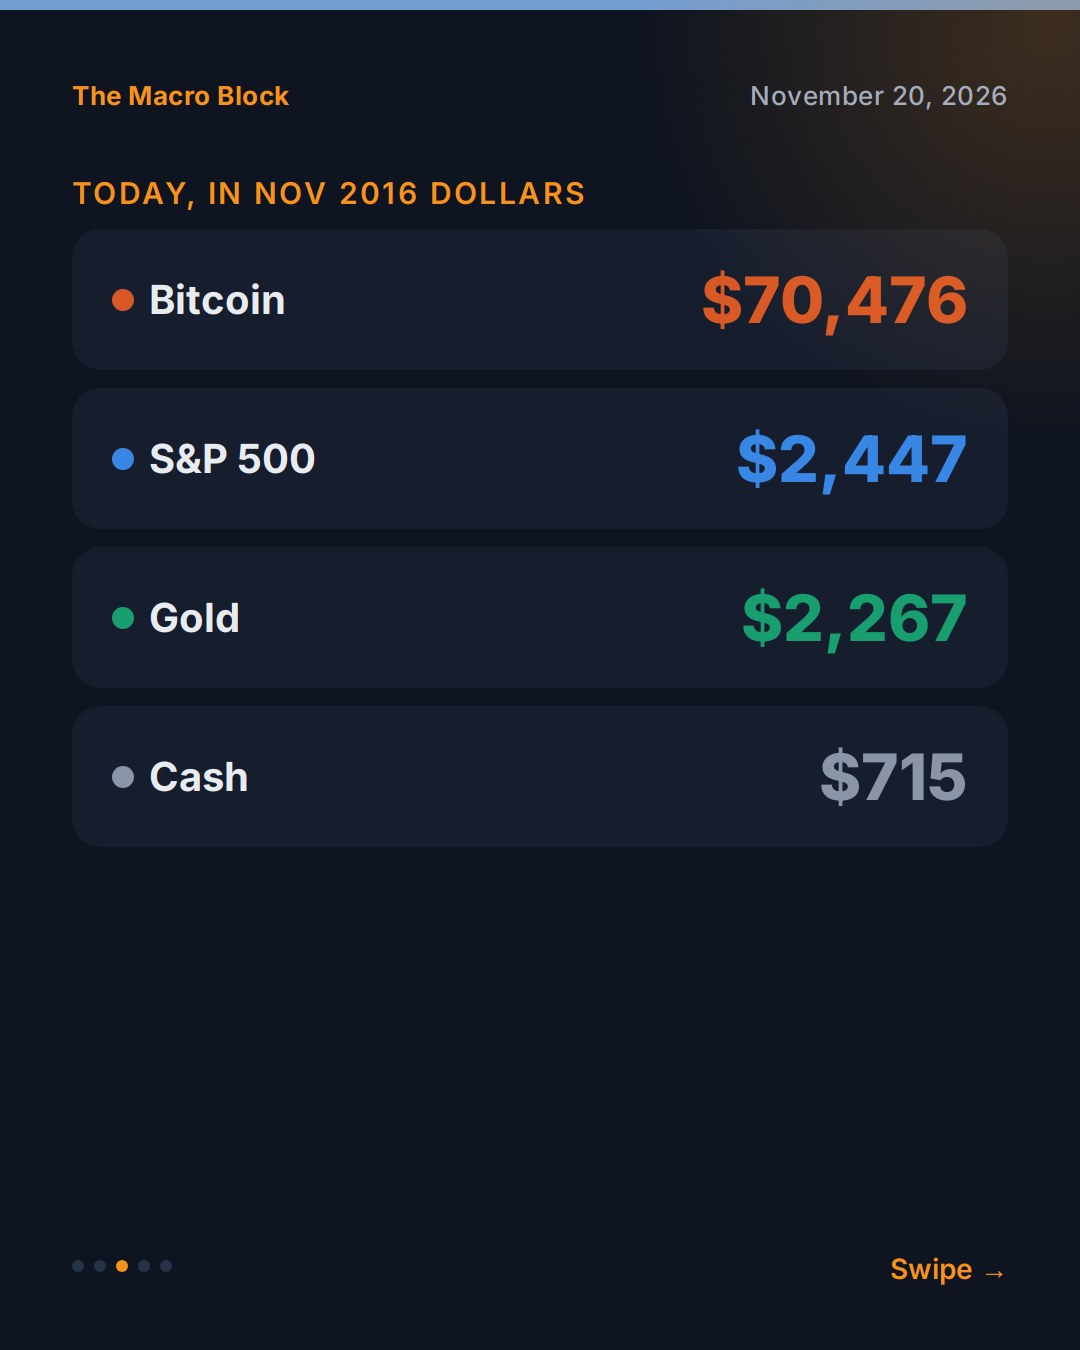 The Macro Block
November 20, 2026
TODAY, IN NOV 2016 DOLLARS
Bitcoin
$70,476
S&P 500
$2,447
Gold
$2,267
Cash
$715
Swipe →